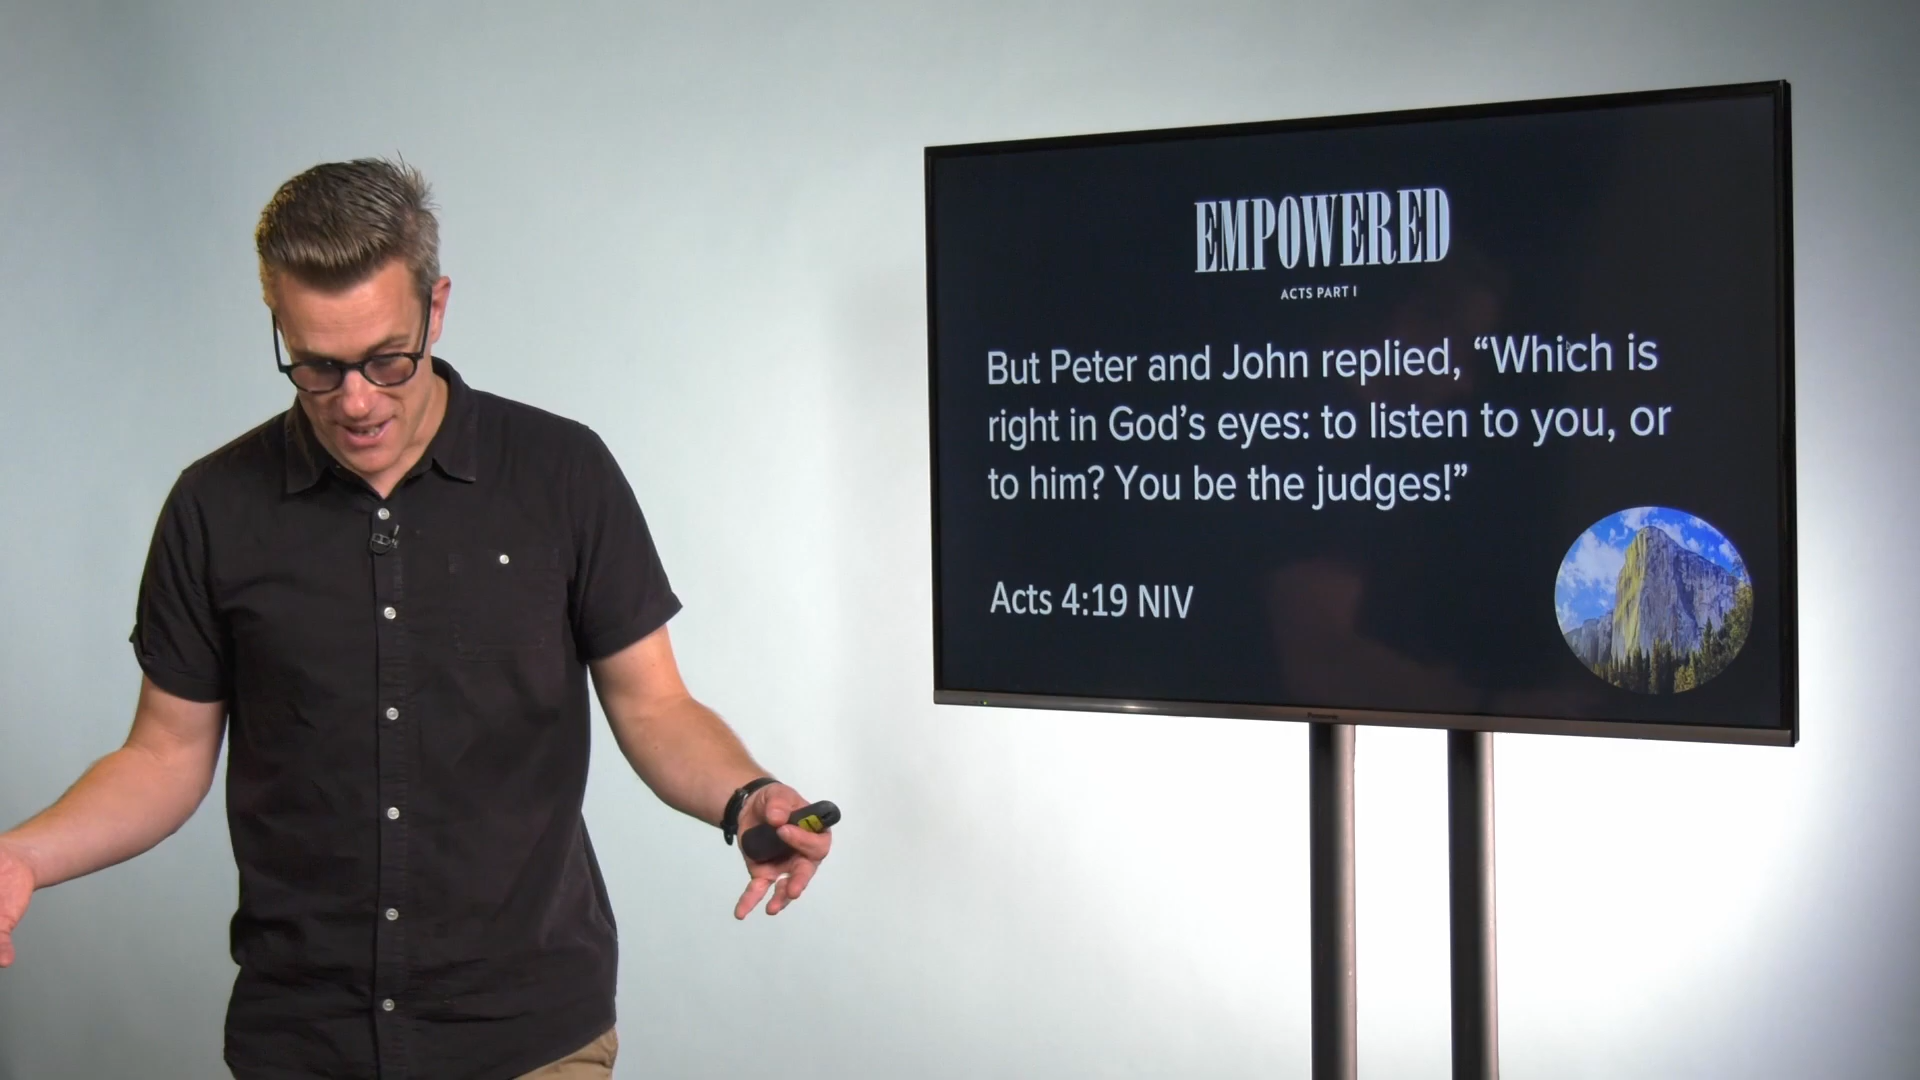 EMPOWERED
ACTS PART I
But Peter and John replied, “Which is
right in God’s eyes: to listen to you, or
to him? You be the judges!”
Acts 4:19 NIV